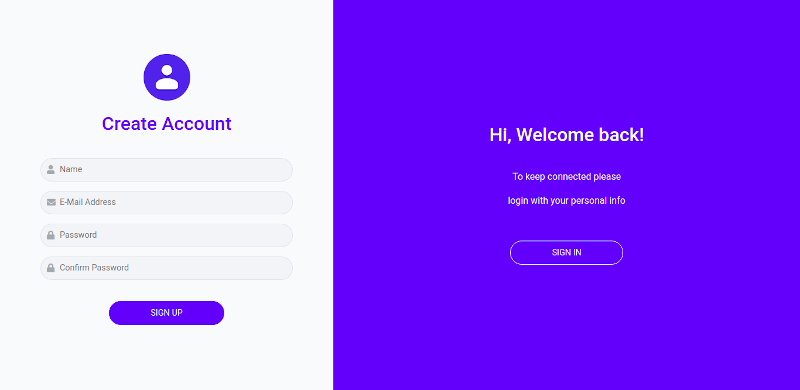 Create Account
Name
E-Mail Address
Password
Confirm Password
SIGN UP
Hi, Welcome back!
To keep connected please
login with your personal info
SIGN IN